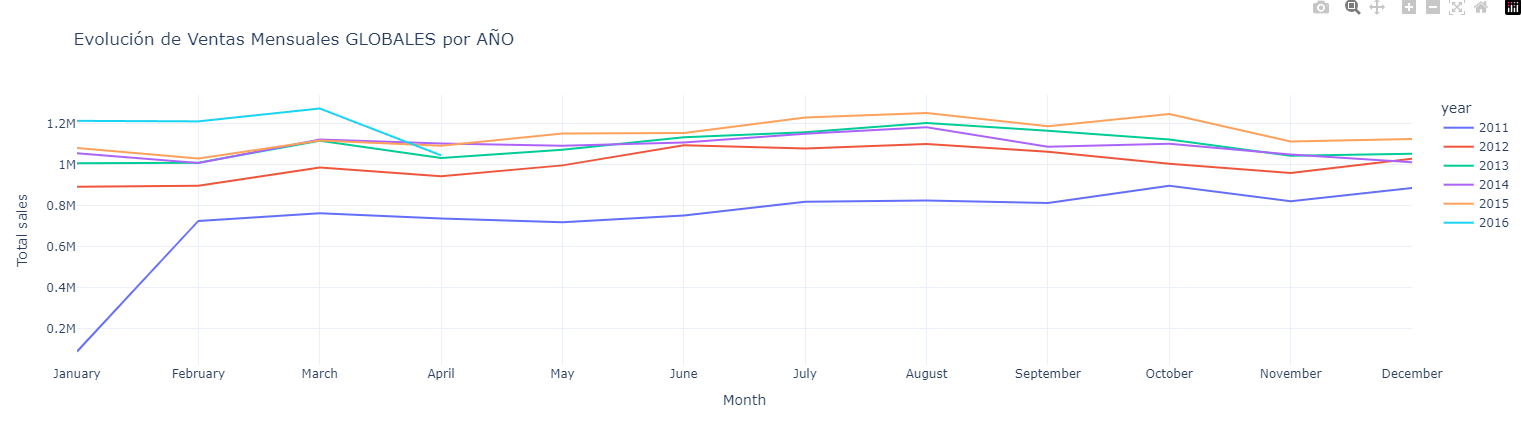 Evolución de Ventas Mensuales GLOBALES por AÑO
year
2011
2012
2013
2014
2015
2016
Total sales
1.2M
1M
0.8M
0.6M
0.4M
0.2M
January February March April May June July August September October November December
Month